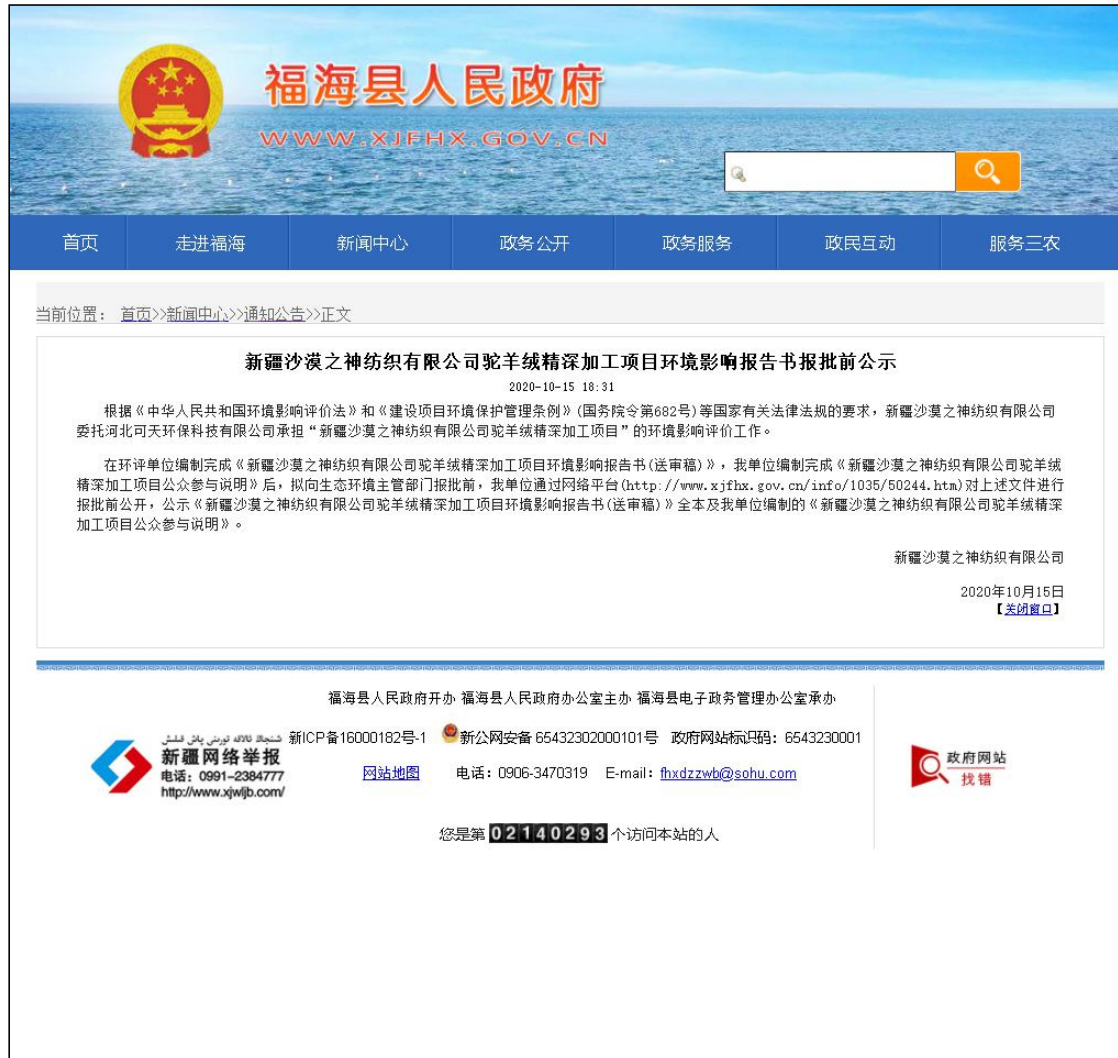 福海县人民政府
WWW.XJFHX.GOV.CN
首页 走进福海 新闻中心 政务公开 政务服务 政民互动 服务三农
当前位置： 首页>>新闻中心>>通知公告>>正文
新疆沙漠之神纺织有限公司驼羊绒精深加工项目环境影响报告书报批前公示
2020-10-15 18:31
根据《中华人民共和国环境影响评价法》和《建设项目环境保护管理条例》(国务院令第682号)等国家有关法律法规的要求，新疆沙漠之神纺织有限公司
委托河北可天环保科技有限公司承担“新疆沙漠之神纺织有限公司驼羊绒精深加工项目”的环境影响评价工作。
在环评单位编制完成《新疆沙漠之神纺织有限公司驼羊绒精深加工项目环境影响报告书(送审稿)》，我单位编制完成《新疆沙漠之神纺织有限公司驼羊绒
精深加工项目公众参与说明》后，拟向生态环境主管部门报批前，我单位通过网络平台(http://www.xjfhx.gov.cn/info/1035/50244.htm)对上述文件进行
报批前公开，公示《新疆沙漠之神纺织有限公司驼羊绒精深加工项目环境影响报告书(送审稿)》全本及我单位编制的《新疆沙漠之神纺织有限公司驼羊绒精深
加工项目公众参与说明》。
新疆沙漠之神纺织有限公司
2020年10月15日
【关闭窗口】
福海县人民政府开办 福海县人民政府办公室主办 福海县电子政务管理办公室承办
新疆网络举报
电话：0991-2384777
http://www.xjwljb.com/
新ICP备16000182号-1 新公网安备 65432302000101号 政府网站标识码：6543230001
网站地图 电话：0906-3470319 E-mail：fhxdzzwb@sohu.com
政府网站
找错
您是第 02140293 个访问本站的人